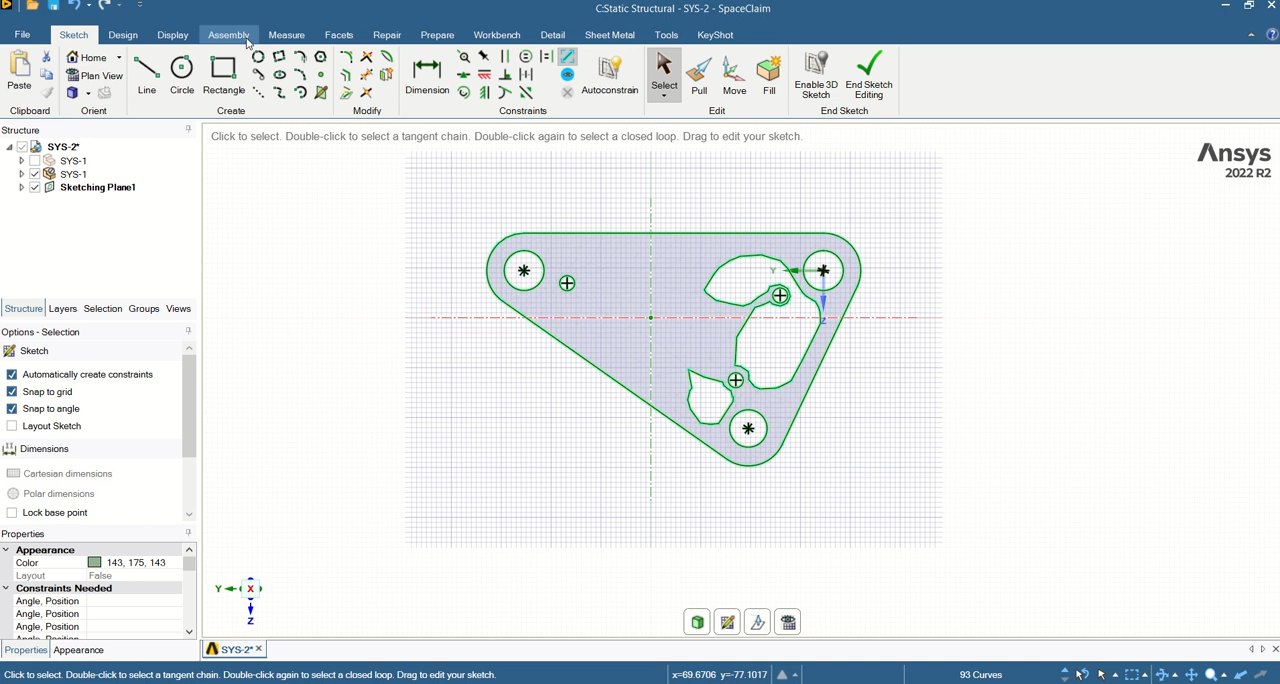 C:Static Structural - SYS-2 - SpaceClaim
File Sketch Design Display Assembly Measure Facets Repair Prepare Workbench Detail Sheet Metal Tools KeyShot
Paste
Home
Plan View
Line Circle Rectangle
Dimension
Autoconstrain
Select Pull Move Fill
Enable 3D Sketch
End Sketch Editing
Clipboard Orient Create Modify Constraints Edit End Sketch
Structure
SYS-2*
SYS-1
SYS-1
Sketching Plane1
Structure Layers Selection Groups Views
Options - Selection
Sketch
Automatically create constraints
Snap to grid
Snap to angle
Layout Sketch
Dimensions
Cartesian dimensions
Polar dimensions
Lock base point
Properties
Appearance
Color 143, 175, 143
Layout False
Constraints Needed
Angle, Position
Angle, Position
Angle, Position
Properties Appearance
Click to select. Double-click to select a tangent chain. Double-click again to select a closed loop. Drag to edit your sketch.
Ansys
2022 R2
Y
Z
Y X
Z
SYS-2*
Click to select. Double-click to select a tangent chain. Double-click again to select a closed loop. Drag to edit your sketch.
x=69.6706 y=-77.1017
93 Curves